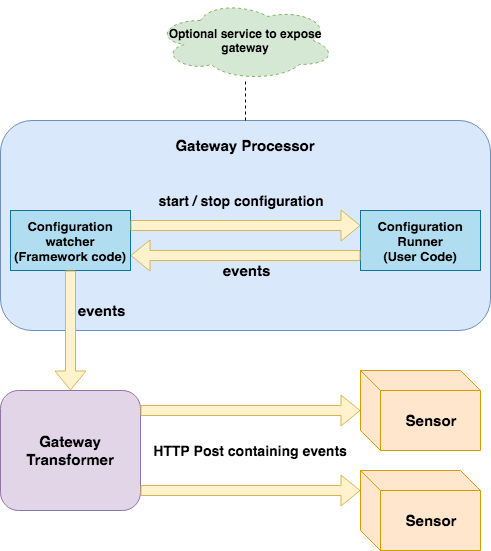 Optional service to expose
gateway
Gateway Processor
start / stop configuration
Configuration
watcher
(Framework code)
Configuration
Runner
(User Code)
events
events
Gateway
Transformer
HTTP Post containing events
Sensor
Sensor